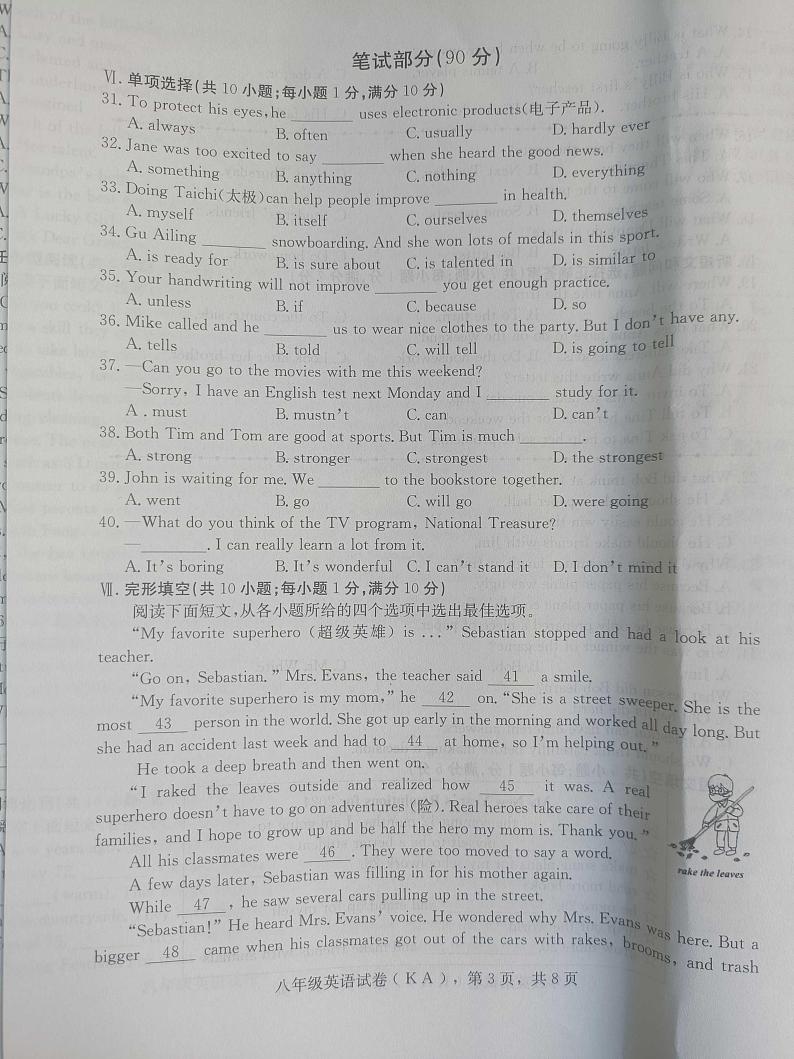 笔试部分(90分)
Ⅵ. 单项选择(共10小题;每小题1分,满分10分)
31. To protect his eyes, he ________ uses electronic products(电子产品).
A. always B. often C. usually D. hardly ever
32. Jane was too excited to say ________ when she heard the good news.
A. something B. anything C. nothing D. everything
33. Doing Taichi(太极)can help people improve ________ in health.
A. myself B. itself C. ourselves D. themselves
34. Gu Ailing ________ snowboarding. And she won lots of medals in this sport.
A. is ready for B. is sure about C. is talented in D. is similar to
35. Your handwriting will not improve ________ you get enough practice.
A. unless B. if C. because D. so
36. Mike called and he ________ us to wear nice clothes to the party. But I don't have any.
A. tells B. told C. will tell D. is going to tell
37. —Can you go to the movies with me this weekend?
—Sorry, I have an English test next Monday and I ________ study for it.
A . must B. mustn't C. can D. can't
38. Both Tim and Tom are good at sports. But Tim is much ________.
A. strong B. stronger C. strongest D. the strongest
39. John is waiting for me. We ________ to the bookstore together.
A. went B. go C. will go D. were going
40. —What do you think of the TV program, National Treasure?
—________. I can really learn a lot from it.
A. It's boring B. It's wonderful C. I can't stand it D. I don't mind it
Ⅶ. 完形填空(共10小题;每小题1分,满分10分)
阅读下面短文,从各小题所给的四个选项中选出最佳选项。
"My favorite superhero (超级英雄) is ..." Sebastian stopped and had a look at his
teacher.
"Go on, Sebastian." Mrs. Evans, the teacher said 41 a smile.
"My favorite superhero is my mom," he 42 on. "She is a street sweeper. She is the
most 43 person in the world. She got up early in the morning and worked all day long. But
she had an accident last week and had to 44 at home, so I'm helping out."
He took a deep breath and then went on.
"I raked the leaves outside and realized how 45 it was. A real
superhero doesn't have to go on adventures (险). Real heroes take care of their
families, and I hope to grow up and be half the hero my mom is. Thank you."
rake the leaves
All his classmates were 46 . They were too moved to say a word.
A few days later, Sebastian was filling in for his mother again.
While 47 , he saw several cars pulling up in the street.
"Sebastian!" He heard Mrs. Evans' voice. He wondered why Mrs. Evans was here. But a
bigger 48 came when his classmates got out of the cars with rakes, brooms, and trash
八年级英语试卷(KA),第3页,共8页